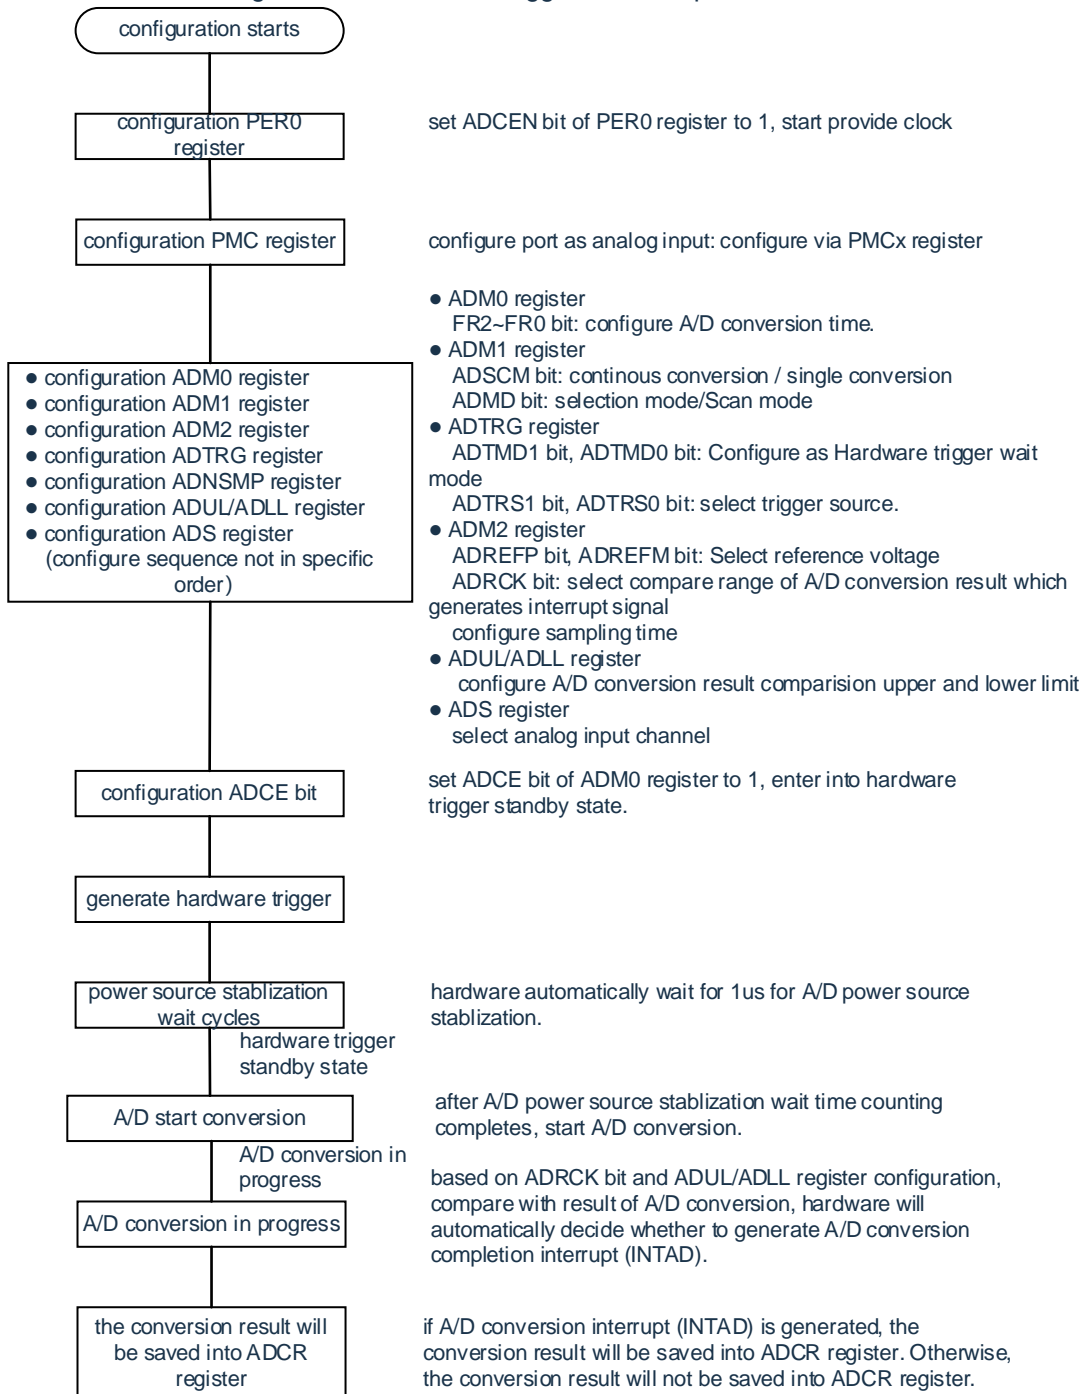 configuration starts
configuration PER0
register
set ADCEN bit of PER0 register to 1, start provide clock
configuration PMC register
configure port as analog input: configure via PMCx register
● configuration ADM0 register
● configuration ADM1 register
● configuration ADM2 register
● configuration ADTRG register
● configuration ADNSMP register
● configuration ADUL/ADLL register
● configuration ADS register
(configure sequence not in specific
order)
● ADM0 register
FR2~FR0 bit: configure A/D conversion time.
● ADM1 register
ADSCM bit: continous conversion / single conversion
ADMD bit: selection mode/Scan mode
● ADTRG register
ADTMD1 bit, ADTMD0 bit: Configure as Hardware trigger wait
mode
ADTRS1 bit, ADTRS0 bit: select trigger source.
● ADM2 register
ADREFP bit, ADREFM bit: Select reference voltage
ADRCK bit: select compare range of A/D conversion result which
generates interrupt signal
configure sampling time
● ADUL/ADLL register
configure A/D conversion result comparision upper and lower limit
● ADS register
select analog input channel
configuration ADCE bit
set ADCE bit of ADM0 register to 1, enter into hardware
trigger standby state.
generate hardware trigger
power source stablization
wait cycles
hardware automatically wait for 1us for A/D power source
stablization.
hardware trigger
standby state
A/D start conversion
after A/D power source stablization wait time counting
completes, start A/D conversion.
A/D conversion in
progress
A/D conversion in progress
based on ADRCK bit and ADUL/ADLL register configuration,
compare with result of A/D conversion, hardware will
automatically decide whether to generate A/D conversion
completion interrupt (INTAD).
the conversion result will
be saved into ADCR
register
if A/D conversion interrupt (INTAD) is generated, the
conversion result will be saved into ADCR register. Otherwise,
the conversion result will not be saved into ADCR register.